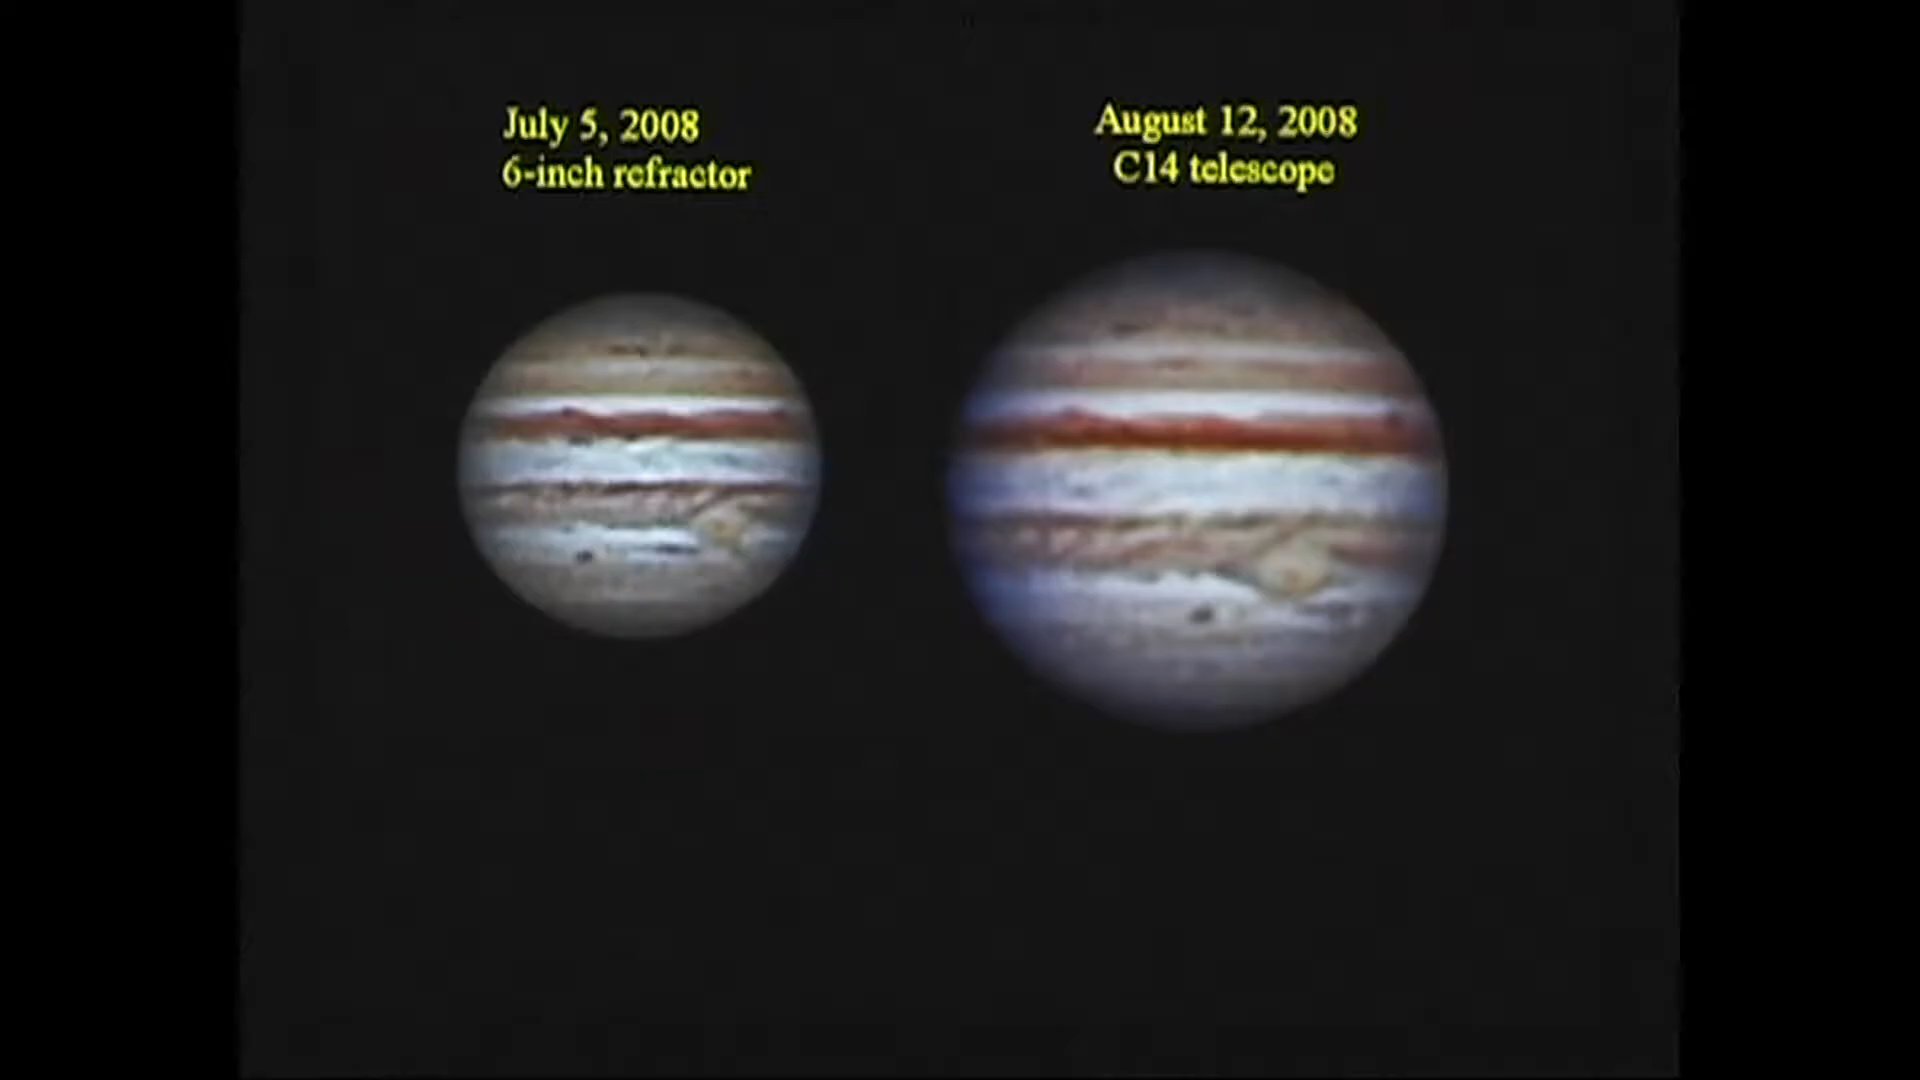 July 5, 2008
6-inch refractor
August 12, 2008
C14 telescope